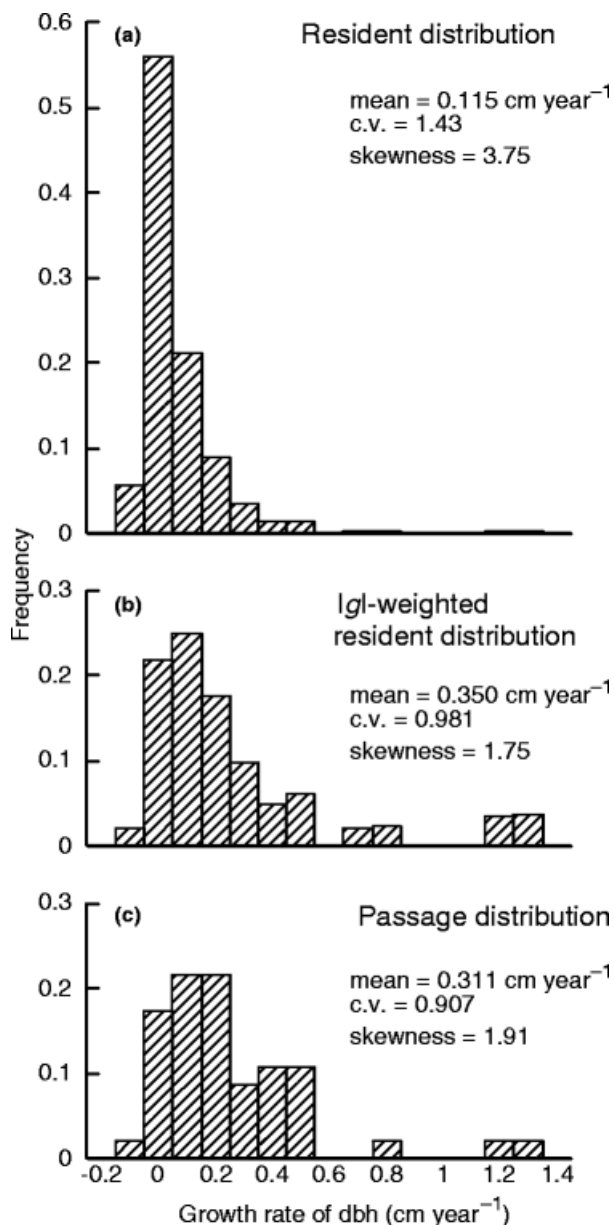 0.6
(a)
Resident distribution
mean = 0.115 cm year⁻¹
c.v. = 1.43
skewness = 3.75
0.5
0.4
0.3
0.2
0.1
0
Frequency
0.3
(b)
|g|-weighted
resident distribution
mean = 0.350 cm year⁻¹
c.v. = 0.981
skewness = 1.75
0.2
0.1
0
0.3
(c)
Passage distribution
mean = 0.311 cm year⁻¹
c.v. = 0.907
skewness = 1.91
0.2
0.1
0
-0.2 0 0.2 0.4 0.6 0.8 1 1.2 1.4
Growth rate of dbh (cm year⁻¹)